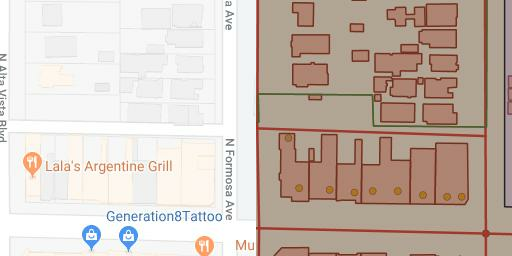 N Alta Vista Blvd
a Ave
N Formosa Ave
Lala's Argentine Grill
Generation8Tattoo
Mu